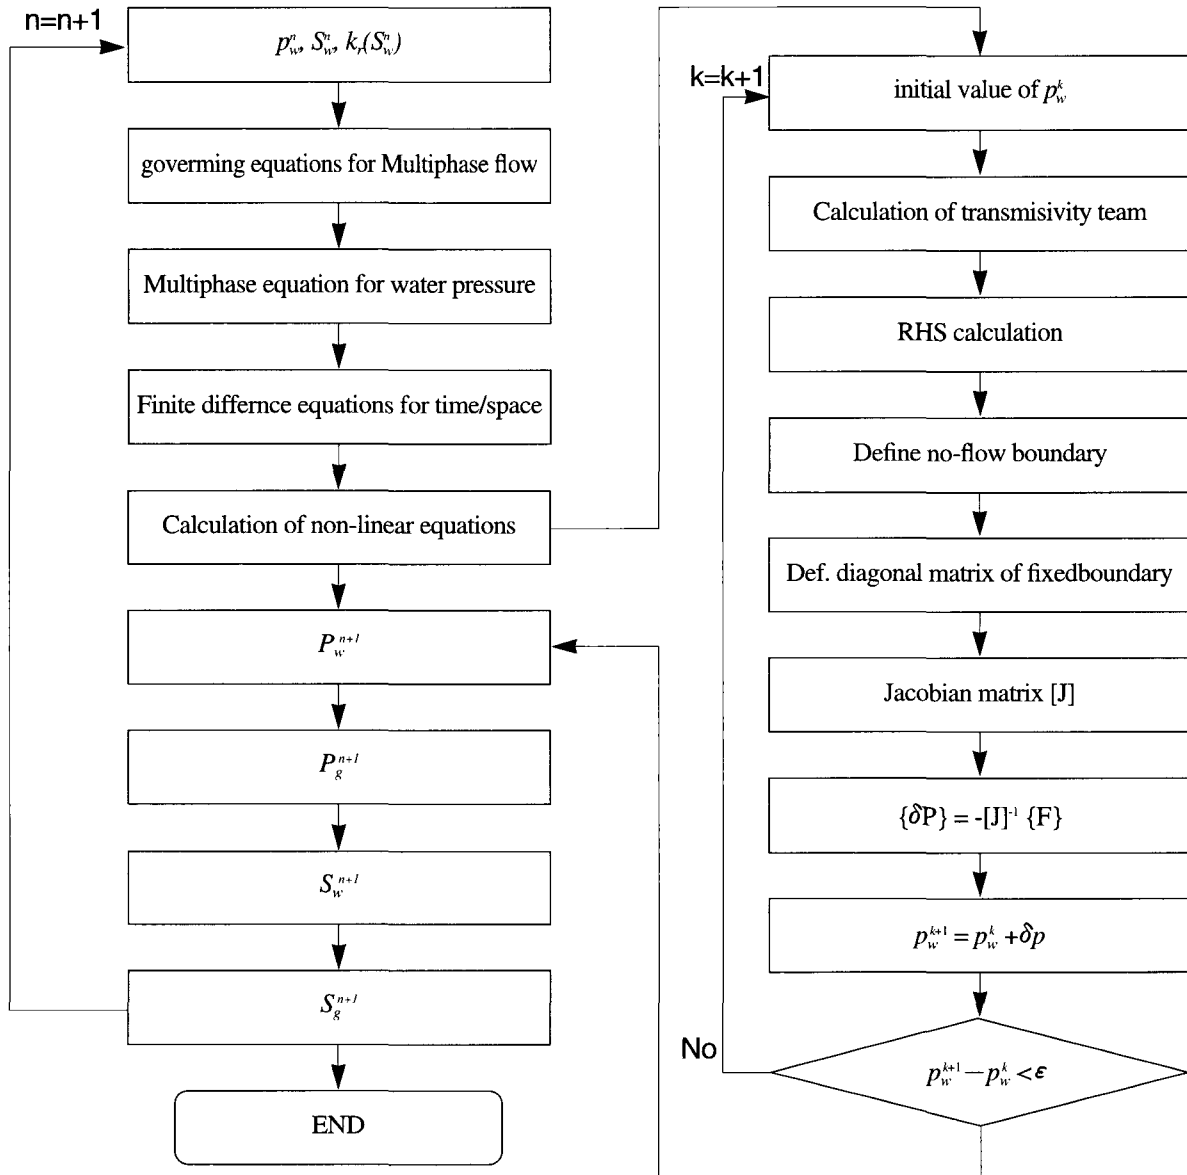 n=n+1
p_w^n, S_w^n, k_r(S_w^n)
governing equations for Multiphase flow
Multiphase equation for water pressure
Finite differnce equations for time/space
Calculation of non-linear equations
P_w^{n+1}
P_g^{n+1}
S_w^{n+1}
S_g^{n+1}
END
k=k+1
initial value of p_w^k
Calculation of transmisivity team
RHS calculation
Define no-flow boundary
Def. diagonal matrix of fixedboundary
Jacobian matrix [J]
{δP} = -[J]^{-1} {F}
p_w^{k+1} = p_w^k + δp
No
p_w^{k+1} — p_w^k < ε